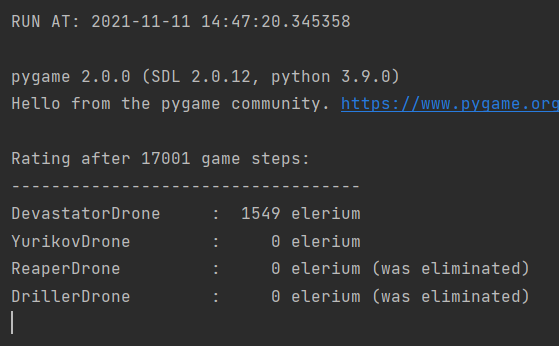 RUN AT: 2021-11-11 14:47:20.345358
pygame 2.0.0 (SDL 2.0.12, python 3.9.0)
Hello from the pygame community. https://www.pygame.org
Rating after 17001 game steps:
-----------------------------------
DevastatorDrone     :  1549 elerium
YurikovDrone        :     0 elerium
ReaperDrone         :     0 elerium (was eliminated)
DrillerDrone        :     0 elerium (was eliminated)